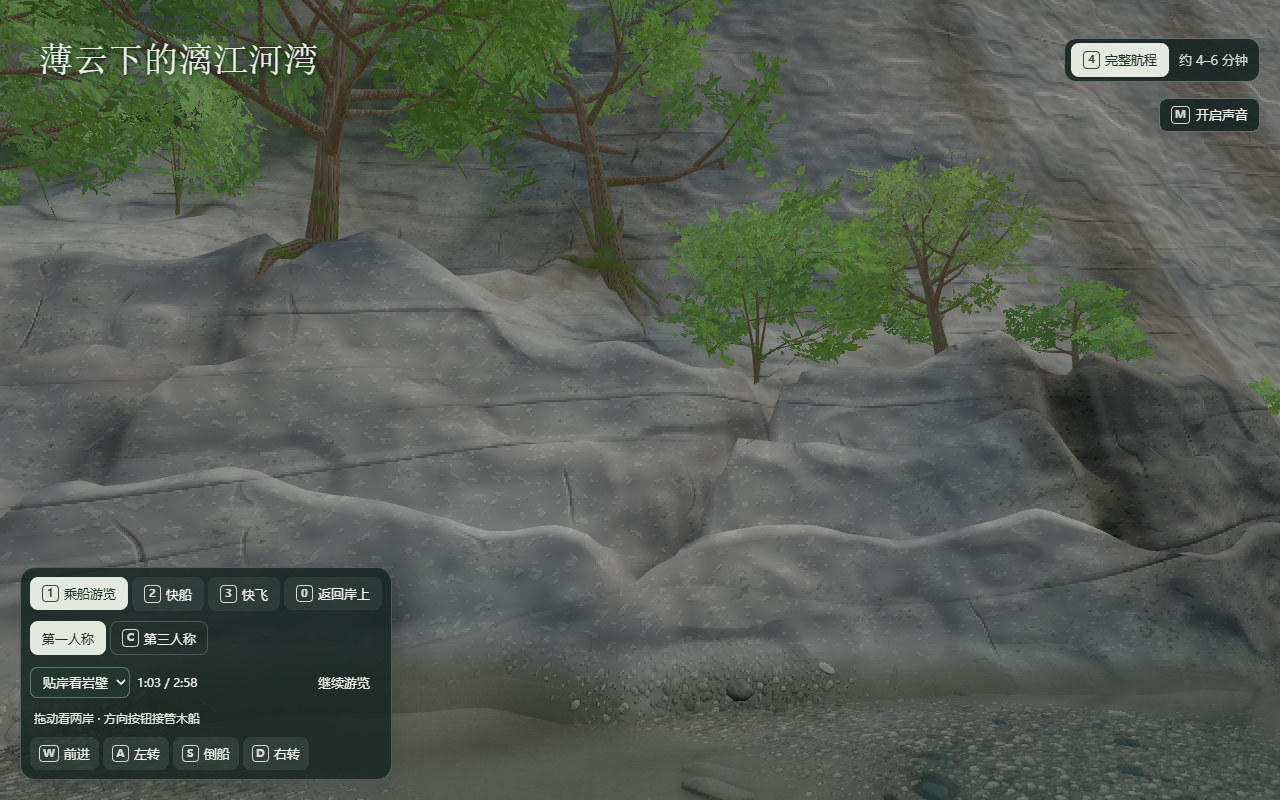 薄云下的漓江河湾
4 完整航程 约 4–6 分钟
M 开启声音
1 乘船游览 2 快船 3 快飞 0 返回岸上
第一人称 C 第三人称
贴岸看岩壁 1:03 / 2:58 继续游览
拖动看两岸 · 方向按钮接管木船
W 前进 A 左转 S 倒船 D 右转